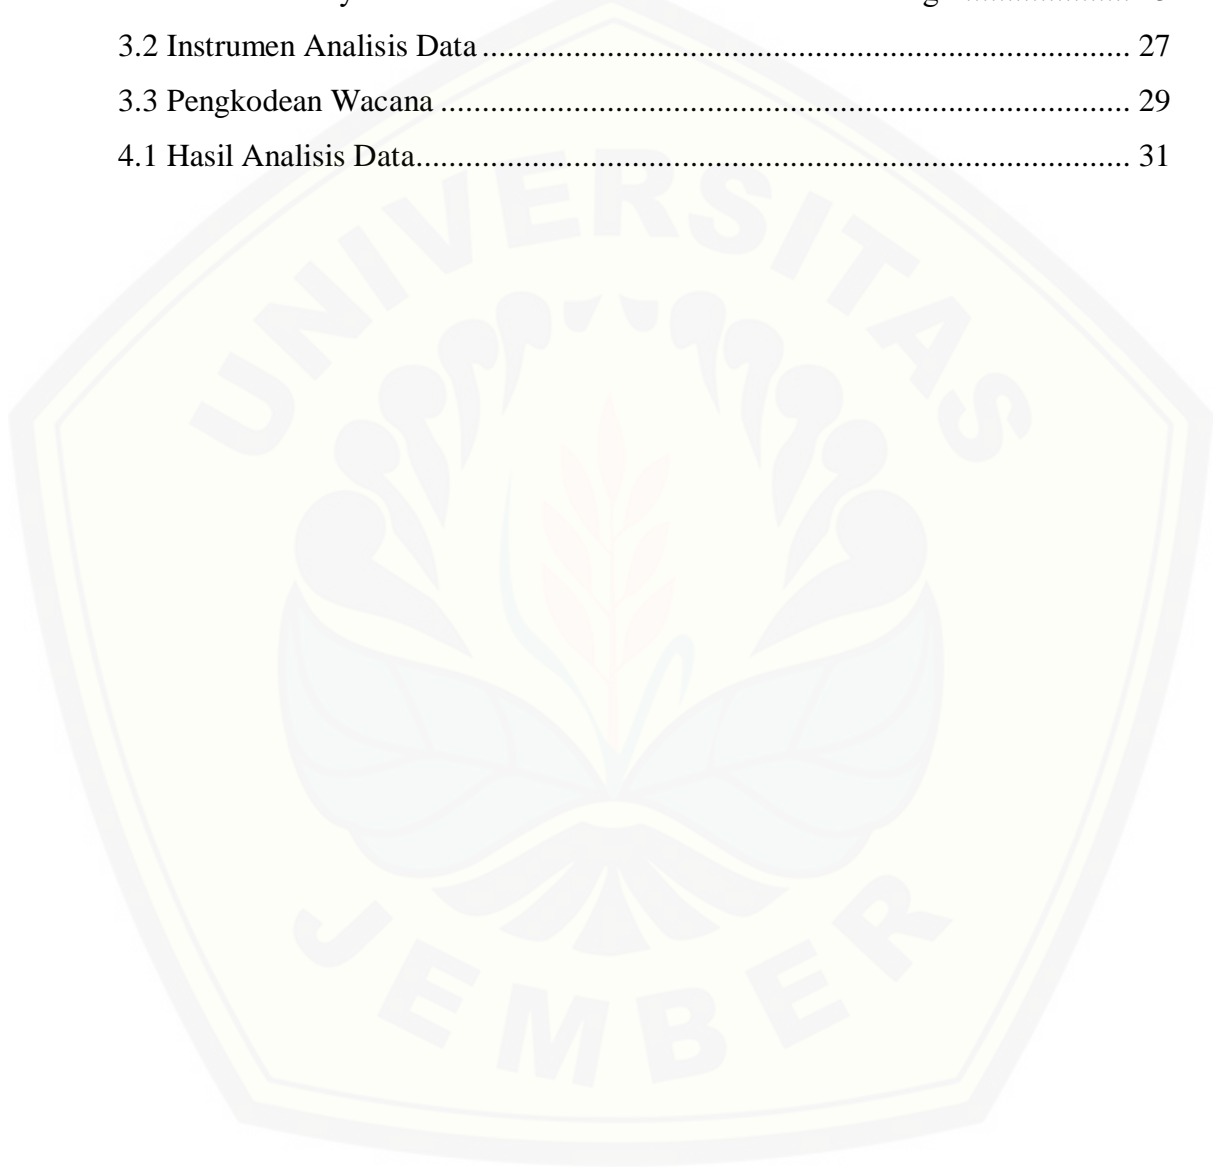 3.2 Instrumen Analisis Data ............................................................................... 27
3.3 Pengkodean Wacana .................................................................................... 29
4.1 Hasil Analisis Data....................................................................................... 31
UNIVERSITAS
JEMBER